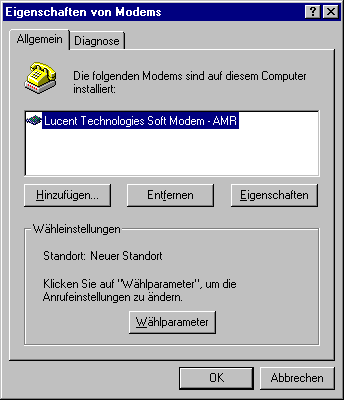 Eigenschaften von Modems
Allgemein
Diagnose
Die folgenden Modems sind auf diesem Computer
installiert:
Lucent Technologies Soft Modem - AMR
Hinzufügen...
Entfernen
Eigenschaften
Wähleinstellungen
Standort: Neuer Standort
Klicken Sie auf "Wählparameter", um die
Anrufeinstellungen zu ändern.
Wählparameter
OK
Abbrechen